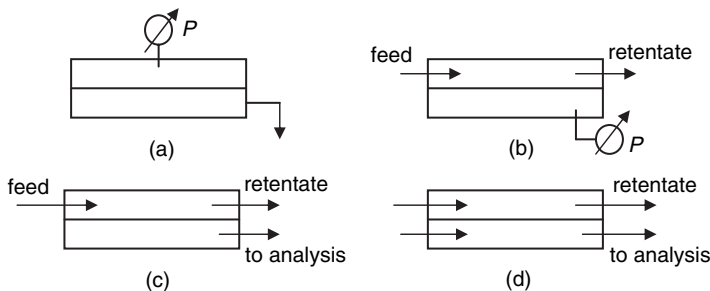 P
(a)
feed
retentate
P
(b)
feed
retentate
to analysis
(c)
retentate
to analysis
(d)